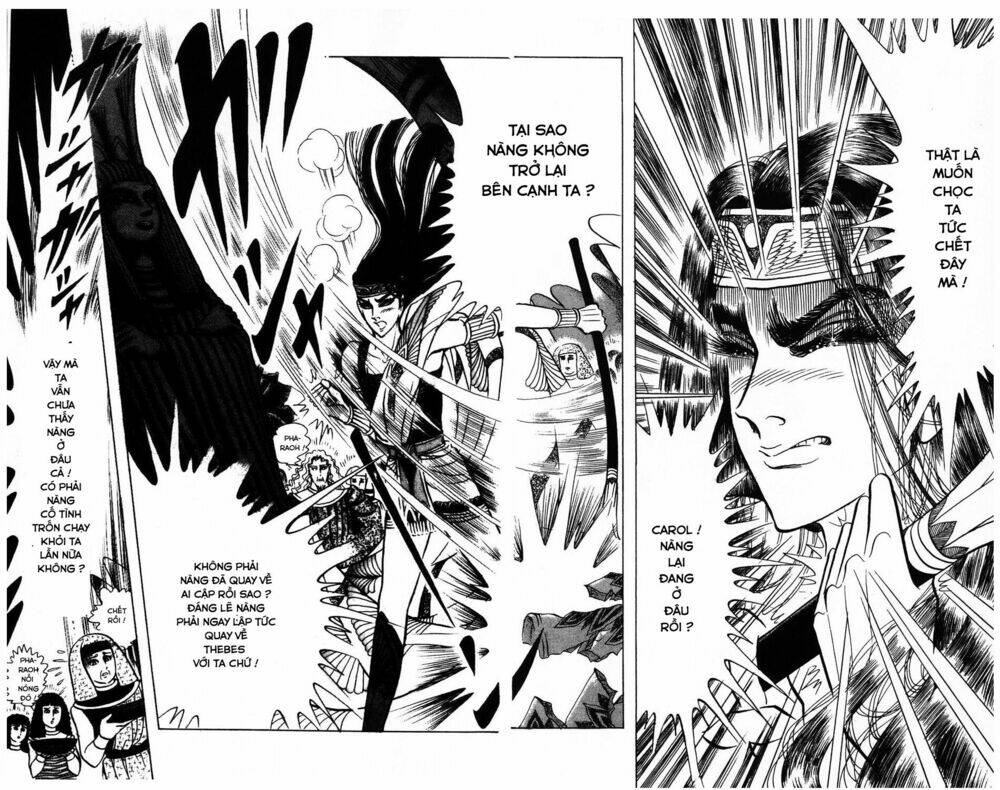 THẬT LÀ
MUỐN
CHỌC
TA
TỨC
CHẾT
ĐÂY
MÀ !
CAROL !
NÀNG
LẠI
ĐANG
Ở
ĐÂU
RỒI ?
TẠI SAO
NÀNG KHÔNG
TRỞ LẠI
BÊN CẠNH TA ?
PHA-
RAOH
KHÔNG PHẢI
NÀNG ĐÃ QUAY VỀ
AI CẬP RỒI SAO ?
ĐÁNG LẼ NÀNG
PHẢI NGAY LẬP TỨC
QUAY VỀ
THEBES
VỚI TA CHỨ !
VẬY MÀ
TA
VẪN
CHƯA
THẤY
NÀNG
Ở
ĐÂU
CẢ !
CÓ PHẢI
NÀNG
CỐ TÌNH
TRỐN CHẠY
KHỎI TA
LẦN NỮA
KHÔNG ?
CHẾT
RỒI !
PHA-
RAOH
NỔI
NÓNG
ĐÓ !